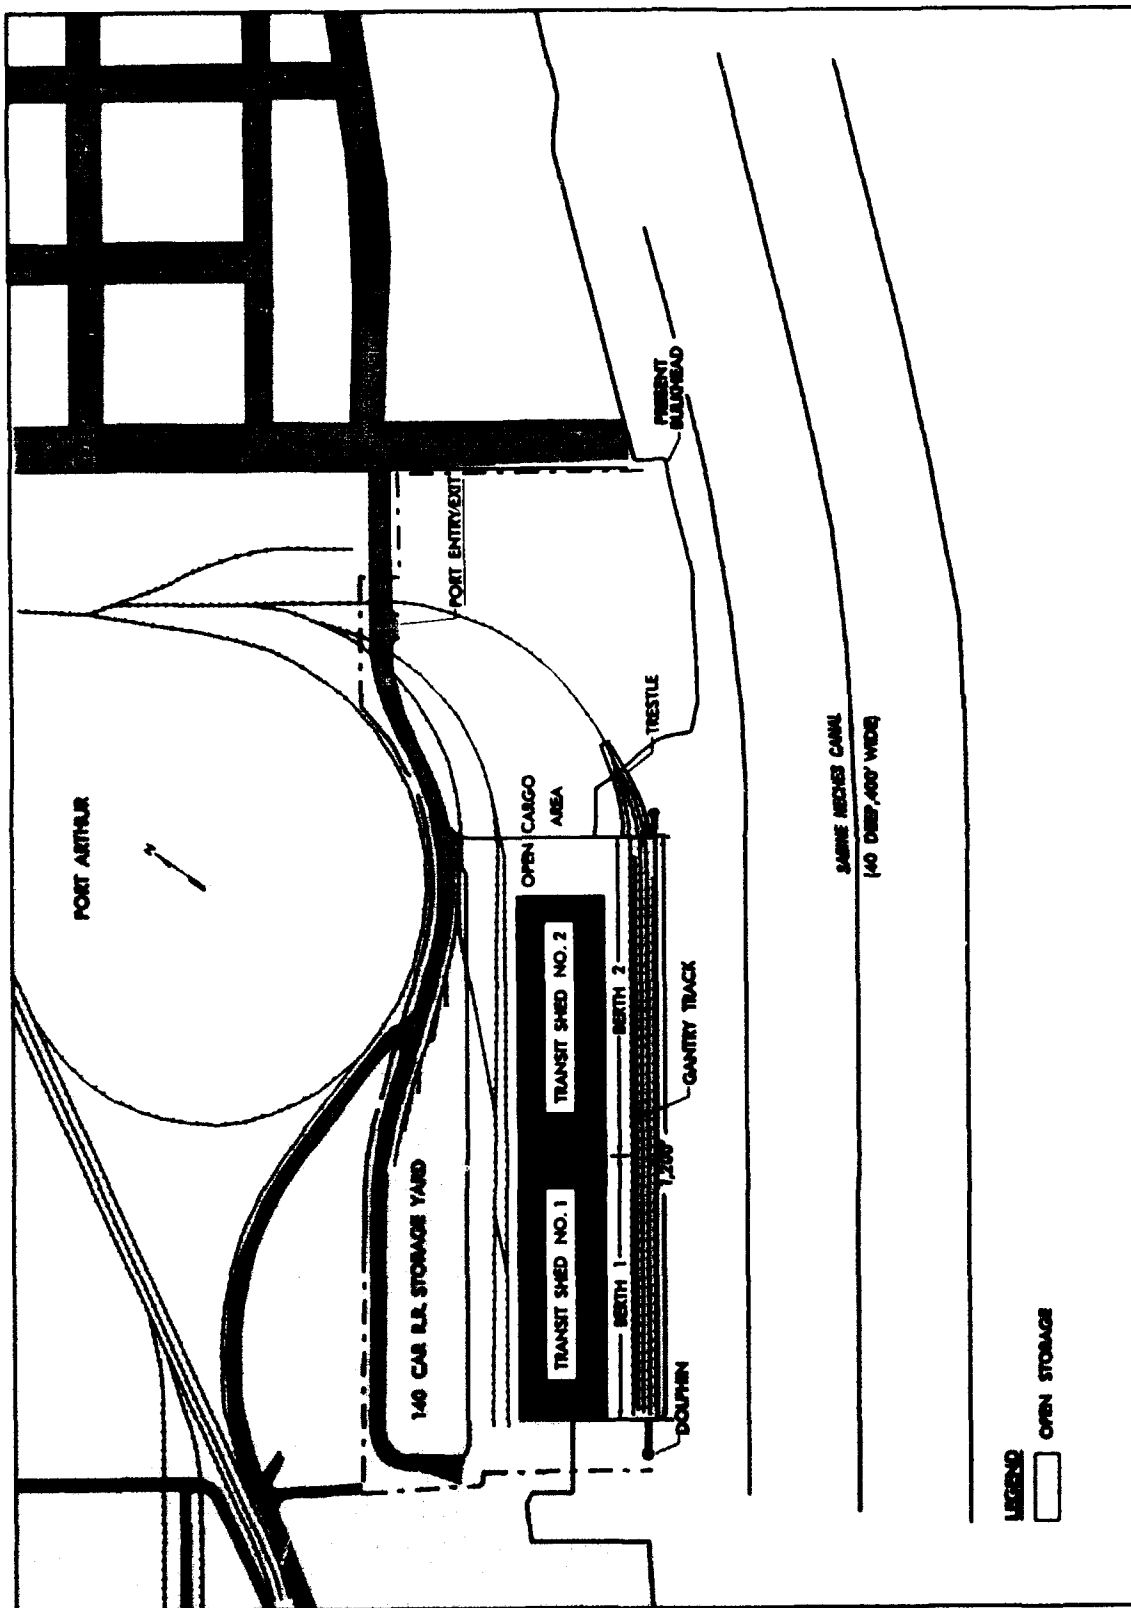 PORT ARTHUR
N
PORT ENTRY/EXIT
PRESENT
BULKHEAD
TRESTLE
OPEN CARGO
AREA
140 CAR R.R. STORAGE YARD
TRANSIT SHED NO. 1
TRANSIT SHED NO. 2
BERTH 1
BERTH 2
1,200'
GANTRY TRACK
DOLPHIN
SABINE NECHES CANAL
(40 DEEP, 400' WIDE)
LEGEND
OPEN STORAGE